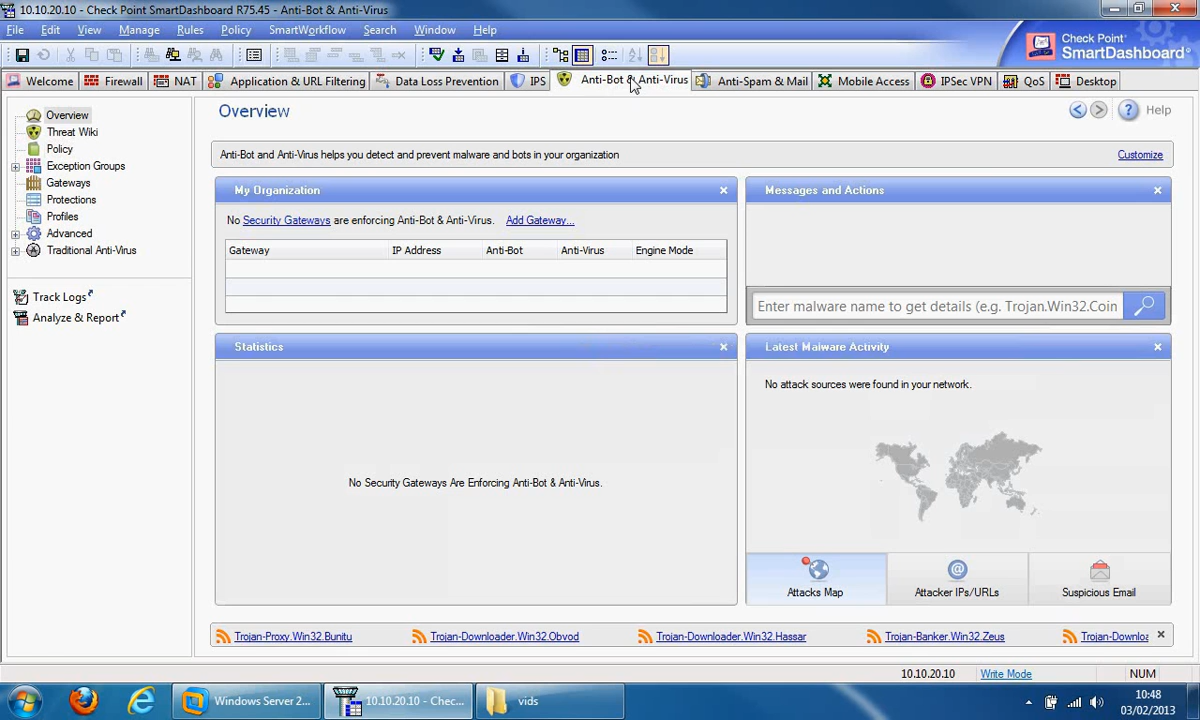 10.10.20.10 - Check Point SmartDashboard R75.45 - Anti-Bot & Anti-Virus
File Edit View Manage Rules Policy SmartWorkflow Search Window Help
Check Point
SmartDashboard
Welcome Firewall NAT Application & URL Filtering Data Loss Prevention IPS Anti-Bot & Anti-Virus Anti-Spam & Mail Mobile Access IPSec VPN QoS Desktop
Overview
Threat Wiki
Policy
Exception Groups
Gateways
Protections
Profiles
Advanced
Traditional Anti-Virus
Track Logs
Analyze & Report
Overview
Help
Anti-Bot and Anti-Virus helps you detect and prevent malware and bots in your organization
Customize
My Organization
No Security Gateways are enforcing Anti-Bot & Anti-Virus. Add Gateway...
Gateway IP Address Anti-Bot Anti-Virus Engine Mode
Messages and Actions
Enter malware name to get details (e.g. Trojan.Win32.Coin
Statistics
No Security Gateways Are Enforcing Anti-Bot & Anti-Virus.
Latest Malware Activity
No attack sources were found in your network.
Attacks Map
Attacker IPs/URLs
Suspicious Email
Trojan-Proxy.Win32.Bunitu Trojan-Downloader.Win32.Obvod Trojan-Downloader.Win32.Hassar Trojan-Banker.Win32.Zeus Trojan-Downloa
10.10.20.10 Write Mode NUM
Windows Server 2...
10.10.20.10 - Chec...
vids
10:48
03/02/2013